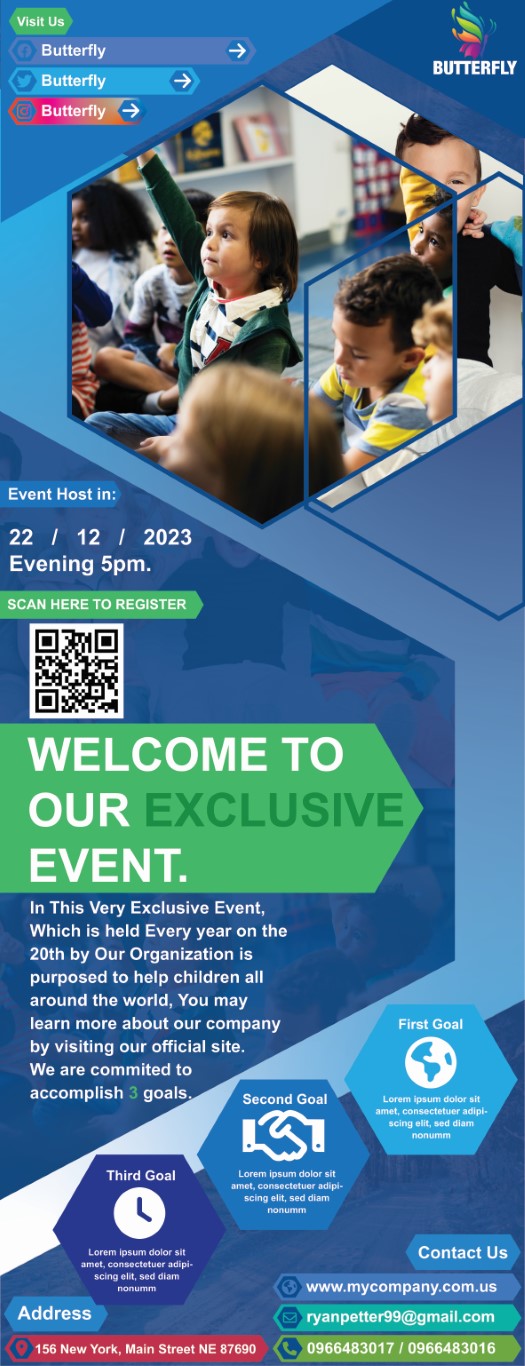 Visit Us
Butterfly
Butterfly
Butterfly
BUTTERFLY
Event Host in:
22 / 12 / 2023
Evening 5pm.
SCAN HERE TO REGISTER
WELCOME TO
OUR EXCLUSIVE
EVENT.
In This Very Exclusive Event,
Which is held Every year on the
20th by Our Organization is
purposed to help children all
around the world, You may
learn more about our company
by visiting our official site.
We are commited to
accomplish 3 goals.
First Goal
Lorem ipsum dolor sit
amet, consectetuer adipi-
scing elit, sed diam
nonumm
Second Goal
Lorem ipsum dolor sit
amet, consectetuer adipi-
scing elit, sed diam
nonumm
Third Goal
Lorem ipsum dolor sit
amet, consectetuer adipi-
scing elit, sed diam
nonumm
Contact Us
www.mycompany.com.us
ryanpetter99@gmail.com
0966483017 / 0966483016
Address
156 New York, Main Street NE 87690